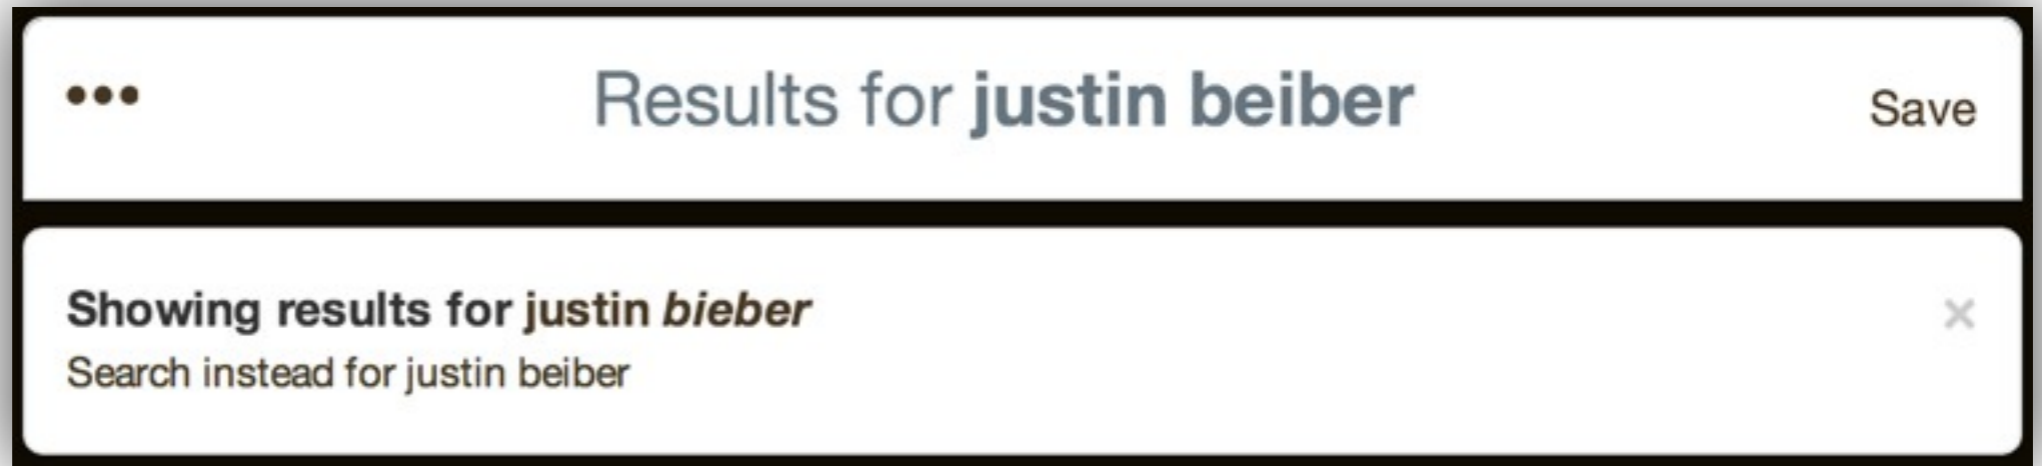 Results for justin beiber
Save
Showing results for justin bieber
Search instead for justin beiber